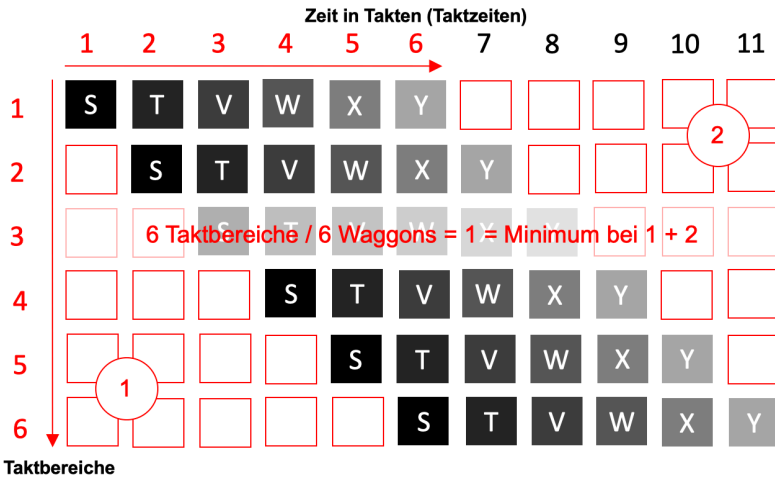 Zeit in Takten (Taktzeiten)
1 2 3 4 5 6 7 8 9 10 11
1 S T V W X Y
2
2 S T V W X Y
3 S T V W X Y
6 Taktbereiche / 6 Waggons = 1 = Minimum bei 1 + 2
4 S T V W X Y
5 S T V W X Y
1
6 S T V W X Y
Taktbereiche